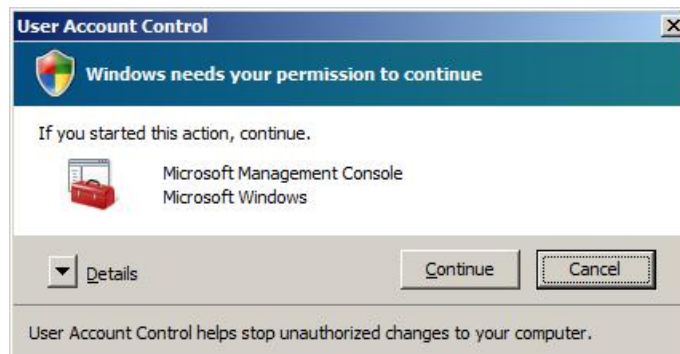 User Account Control
Windows needs your permission to continue
If you started this action, continue.
Microsoft Management Console
Microsoft Windows
Details
Continue
Cancel
User Account Control helps stop unauthorized changes to your computer.